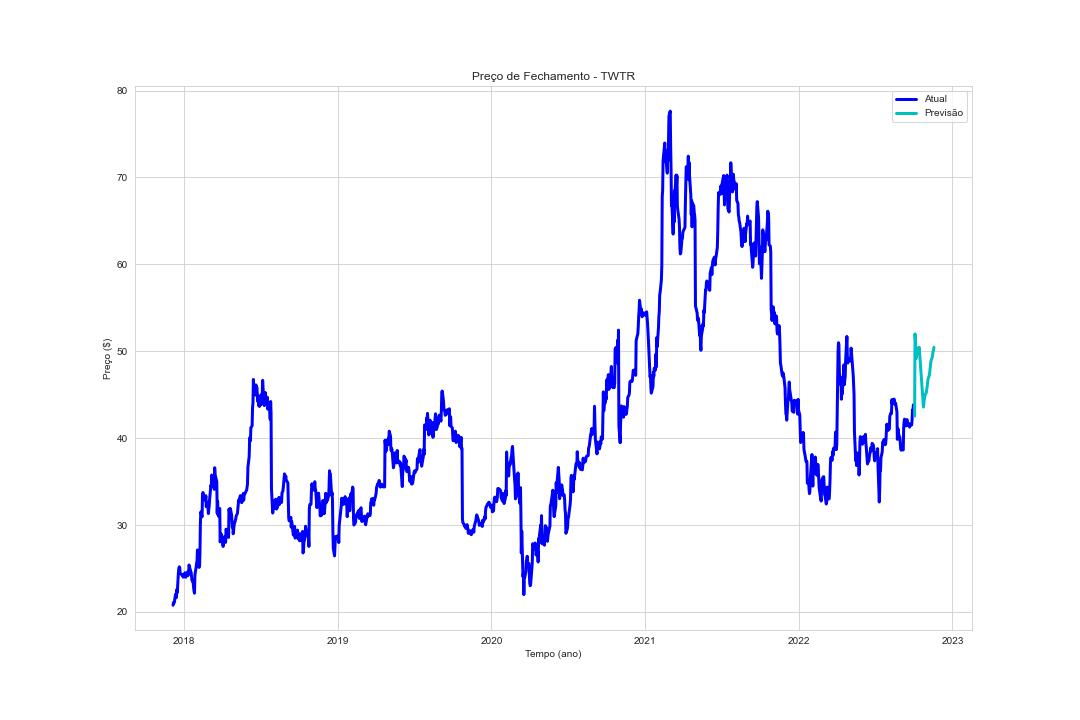 Preço de Fechamento - TWTR
Atual
Previsão
80
70
60
50
40
30
20
Preço ($)
2018
2019
2020
2021
2022
2023
Tempo (ano)